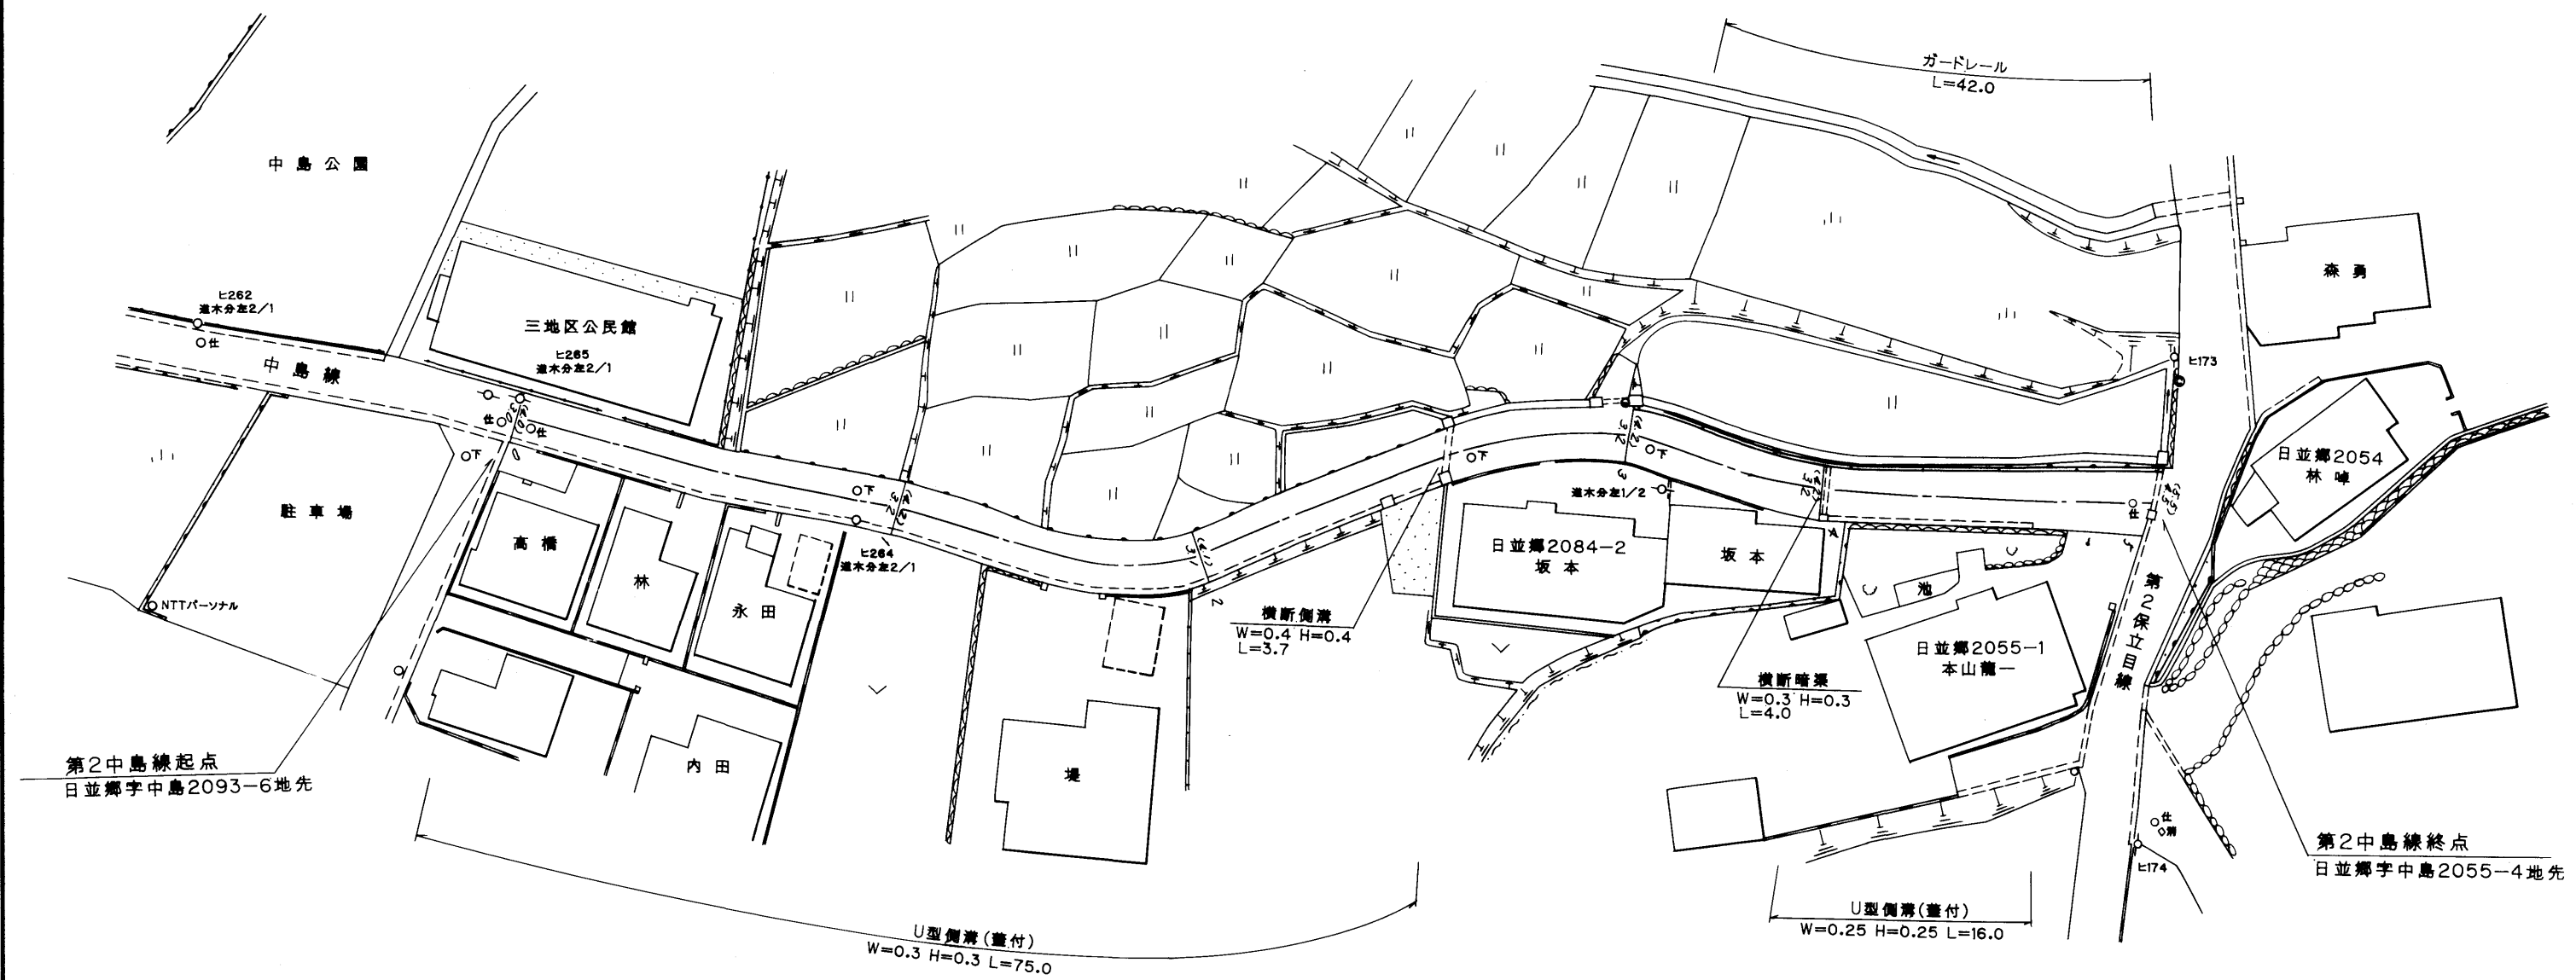 ガードレール
L=42.0
中島公園
ヒ262
進木分左2/1
仕
三地区公民館
ヒ265
進木分左2/1
中島線
森勇
ヒ173
仕
仕
下
駐車場
高橋
林
永田
下
ヒ264
進木分左2/1
NTTパーソナル
下
進木分左1/2
日並郷2084-2
坂本
坂本
仕
日並郷2054
池
日並郷2055-1
本山龍一
第2保立目線
横断側溝
W=0.4 H=0.4
L=3.7
横断暗渠
W=0.3 H=0.3
L=4.0
内田
堤
第2中島線起点
日並郷字中島2093-6地先
仕
溝
ヒ174
第2中島線終点
日並郷字中島2055-4地先
U型側溝(蓋付)
W=0.3 H=0.3 L=75.0
U型側溝(蓋付)
W=0.25 H=0.25 L=16.0